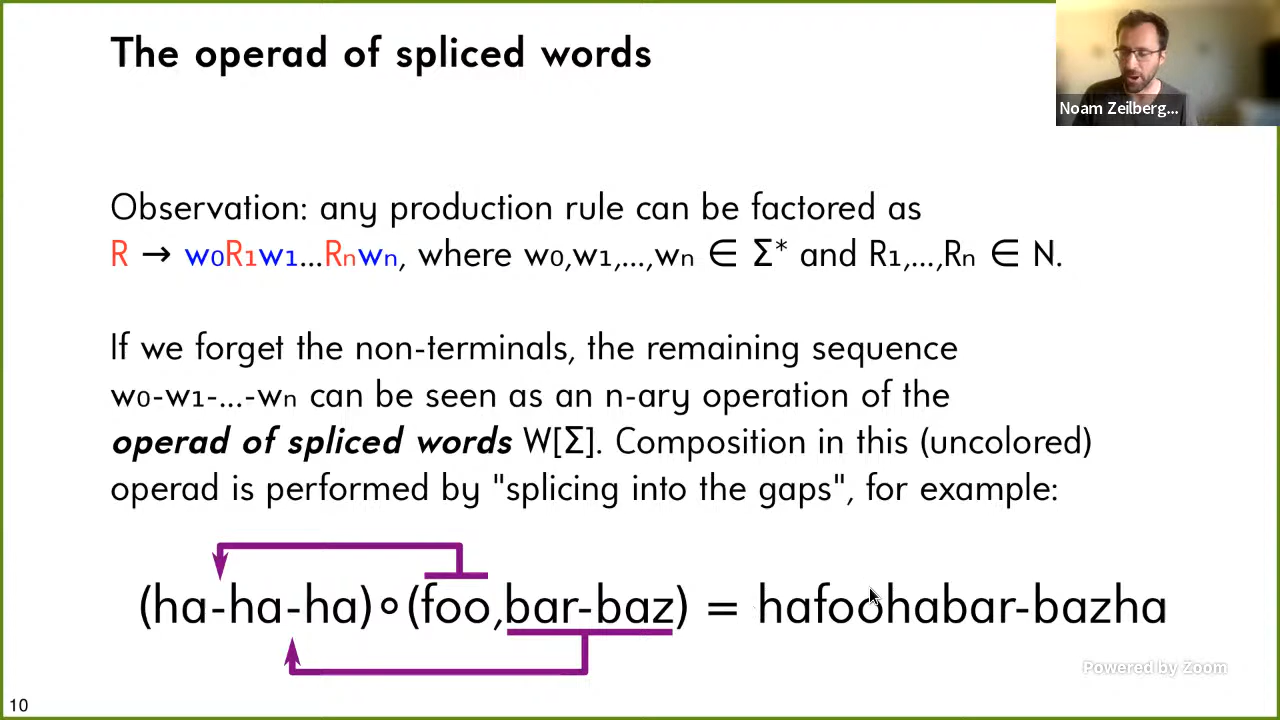 The operad of spliced words
Noam Zeilberg...
Observation: any production rule can be factored as
R → w₀R₁w₁...Rₙwₙ, where w₀,w₁,...,wₙ ∈ Σ* and R₁,...,Rₙ ∈ N.
If we forget the non-terminals, the remaining sequence
w₀-w₁-...-wₙ can be seen as an n-ary operation of the
operad of spliced words W[Σ]. Composition in this (uncolored)
operad is performed by "splicing into the gaps", for example:
(ha-ha-ha)∘(foo,bar-baz) = hafoohabar-bazha
Powered by Zoom
10